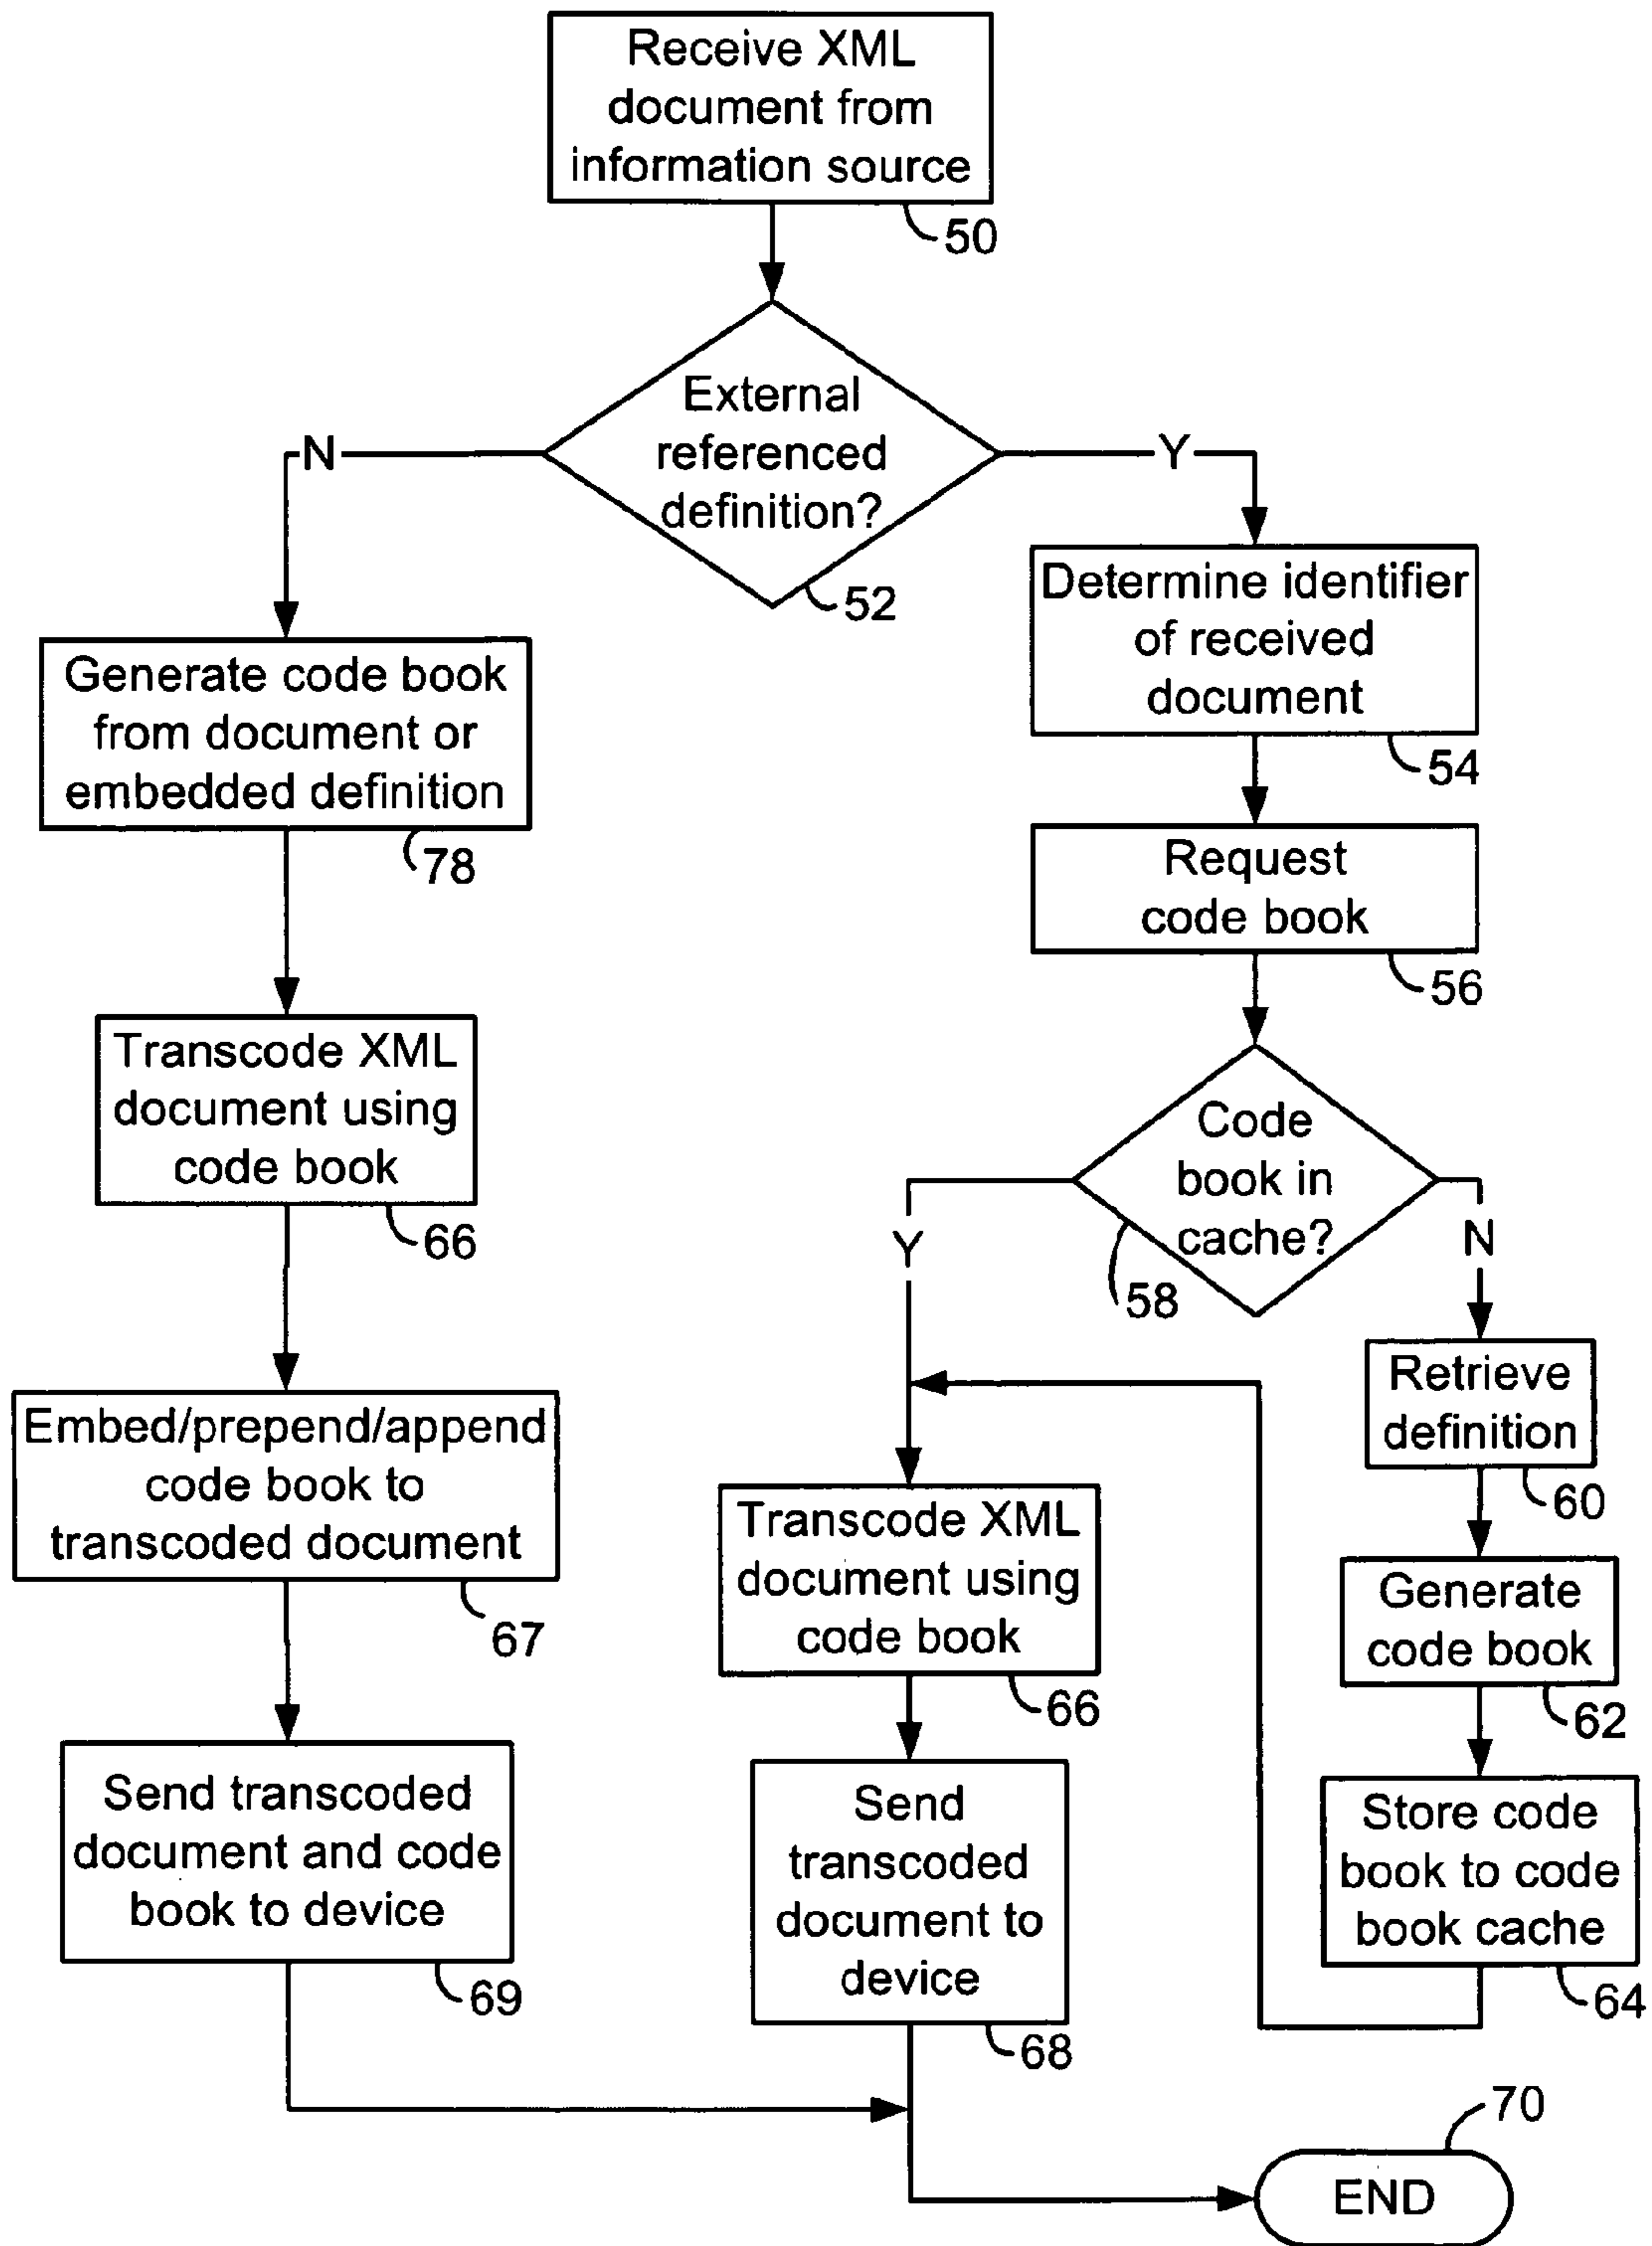 Receive XML
document from
information source
50
External
referenced
definition?
52
N
Y
Determine identifier
of received
document
54
Generate code book
from document or
embedded definition
78
Request
code book
56
Transcode XML
document using
code book
66
Code
book in
cache?
58
Y
N
Retrieve
definition
60
Embed/prepend/append
code book to
transcoded document
67
Transcode XML
document using
code book
66
Generate
code book
62
Send transcoded
document and code
book to device
69
Send
transcoded
document to
device
68
Store code
book to code
book cache
64
70
END